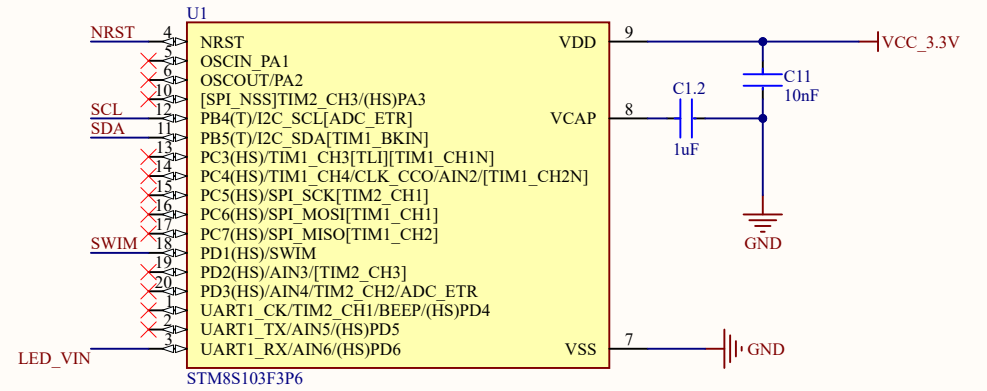 U1
NRST 4 NRST VDD 9 VCC_3.3V
5 OSCIN_PA1
6 OSCOUT/PA2
10 [SPI_NSS]TIM2_CH3/(HS)PA3
SCL 12 PB4(T)/I2C_SCL[ADC_ETR] VCAP 8
SDA 11 PB5(T)/I2C_SDA[TIM1_BKIN]
13 PC3(HS)/TIM1_CH3[TLI][TIM1_CH1N]
14 PC4(HS)/TIM1_CH4/CLK_CCO/AIN2/[TIM1_CH2N]
15 PC5(HS)/SPI_SCK[TIM2_CH1]
16 PC6(HS)/SPI_MOSI[TIM1_CH1]
17 PC7(HS)/SPI_MISO[TIM1_CH2]
SWIM 18 PD1(HS)/SWIM
19 PD2(HS)/AIN3/[TIM2_CH3]
20 PD3(HS)/AIN4/TIM2_CH2/ADC_ETR
1 UART1_CK/TIM2_CH1/BEEP/(HS)PD4
2 UART1_TX/AIN5/(HS)PD5
LED_VIN 3 UART1_RX/AIN6/(HS)PD6 VSS 7 GND
STM8S103F3P6
C11
10nF
C1.2
1uF
GND